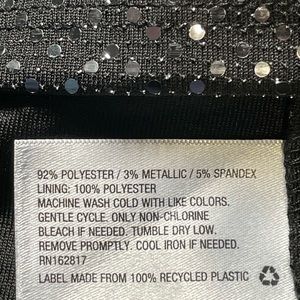 92% POLYESTER / 3% METALLIC / 5% SPANDEX
LINING: 100% POLYESTER
MACHINE WASH COLD WITH LIKE COLORS.
GENTLE CYCLE. ONLY NON-CHLORINE
BLEACH IF NEEDED. TUMBLE DRY LOW.
REMOVE PROMPTLY. COOL IRON IF NEEDED.
RN162817
LABEL MADE FROM 100% RECYCLED PLASTIC